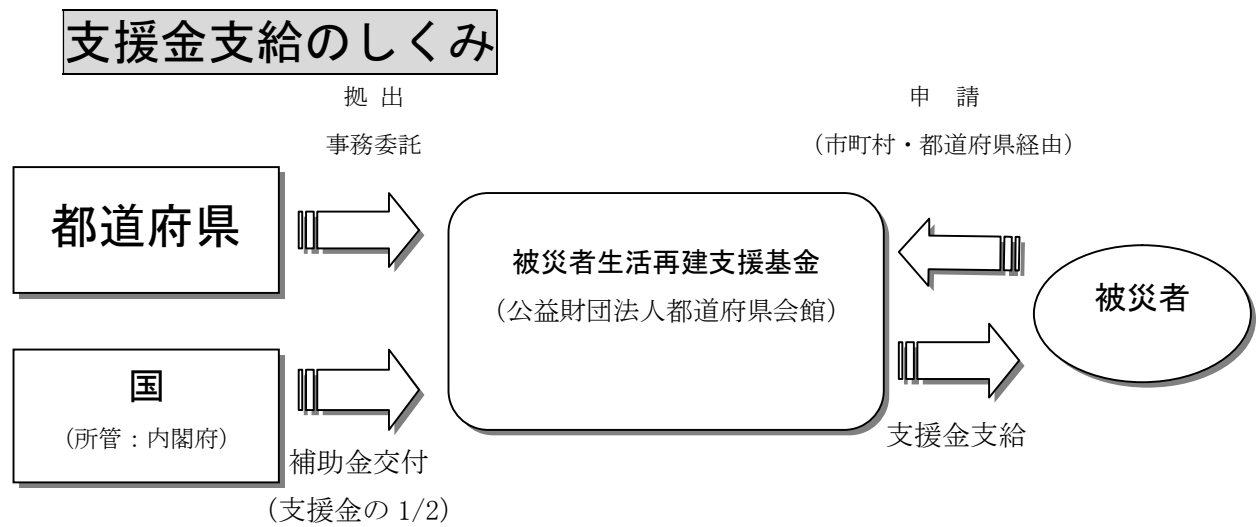 支援金支給のしくみ
拠 出
事務委託
申 請
(市町村・都道府県経由)
都道府県
被災者生活再建支援基金
(公益財団法人都道府県会館)
被災者
国
(所管:内閣府)
補助金交付
(支援金の 1/2)
支援金支給